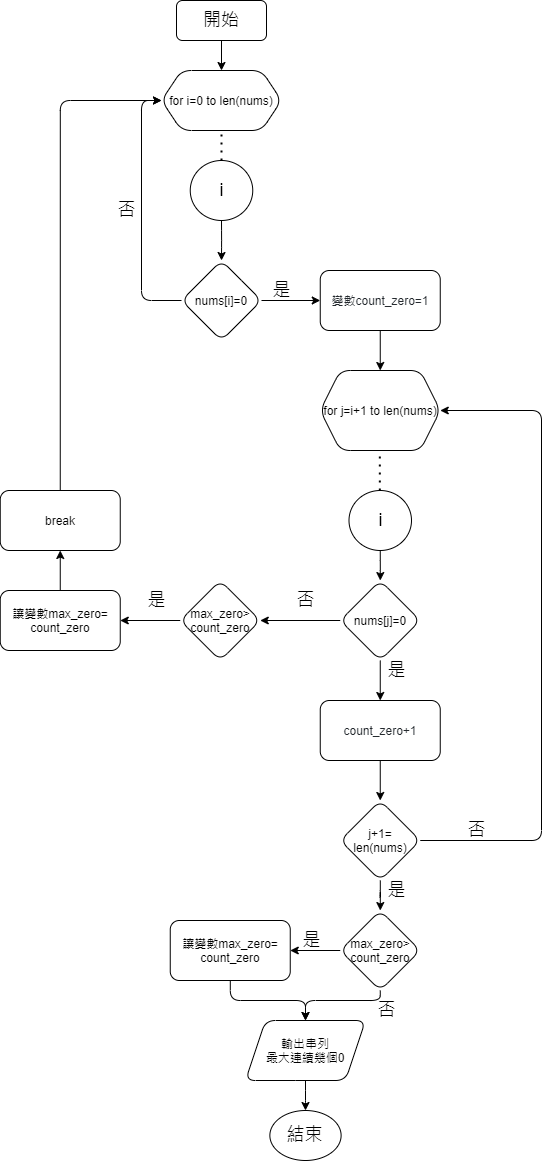 開始
for i=0 to len(nums)
i
否
nums[i]=0
是
變數count_zero=1
for j=i+1 to len(nums)
i
break
讓變數max_zero=
count_zero
是
max_zero>
count_zero
否
nums[j]=0
是
count_zero+1
j+1=
len(nums)
否
是
讓變數max_zero=
count_zero
是
max_zero>
count_zero
否
輸出串列
最大連續幾個0
結束